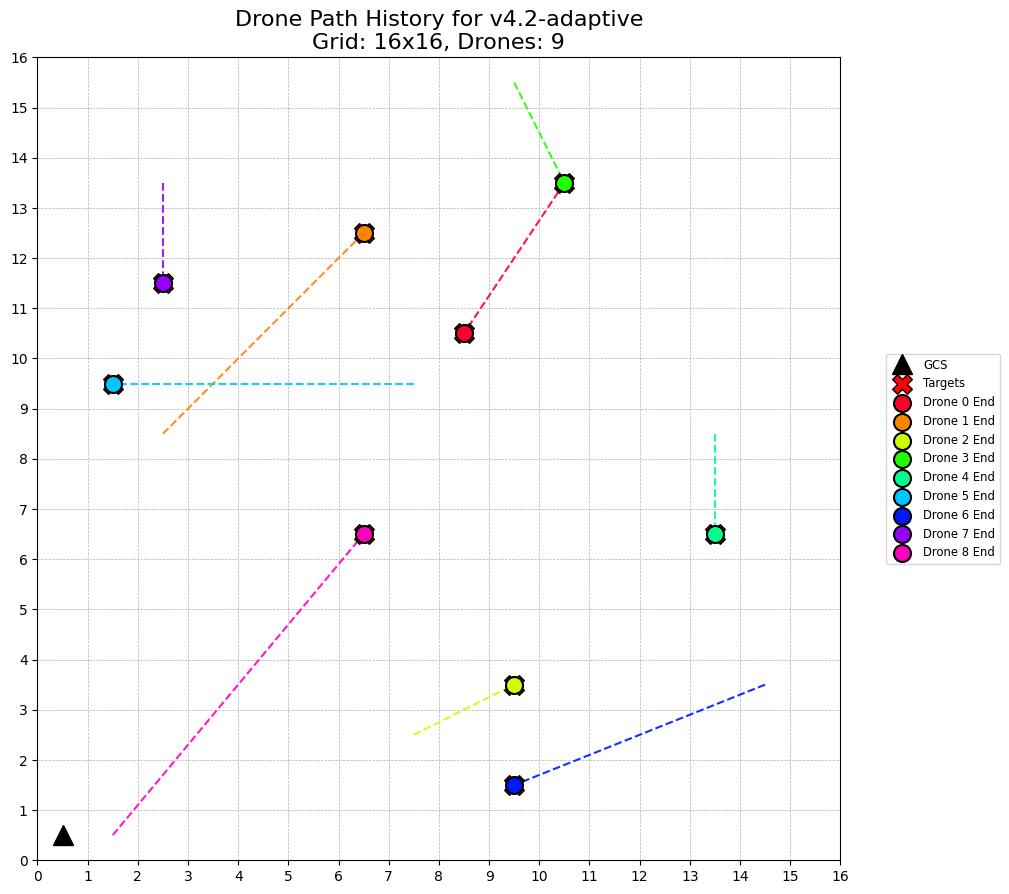 Drone Path History for v4.2-adaptive
Grid: 16x16, Drones: 9
16
15
14
13
12
11
10
9
8
7
6
5
4
3
2
1
0
0 1 2 3 4 5 6 7 8 9 10 11 12 13 14 15 16
GCS
Targets
Drone 0 End
Drone 1 End
Drone 2 End
Drone 3 End
Drone 4 End
Drone 5 End
Drone 6 End
Drone 7 End
Drone 8 End